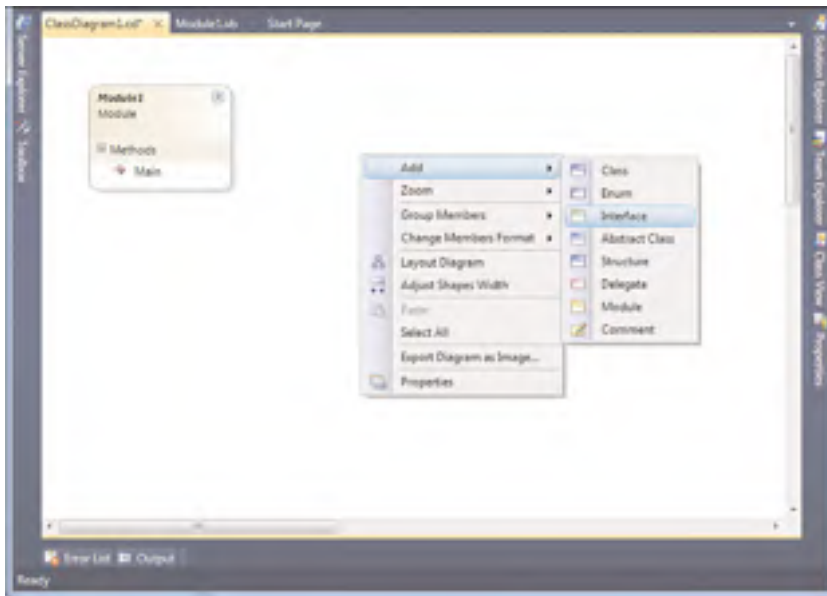 ClassDiagram1.cd* × Module1.vb Start Page
Server Explorer
Toolbox
Module1
Module
Methods
Main
Add
Zoom
Group Members
Change Members Format
Layout Diagram
Adjust Shapes Width
Paste
Select All
Export Diagram as Image...
Properties
Class
Enum
Interface
Abstract Class
Structure
Delegate
Module
Comment
Solution Explorer
Team Explorer
Class View
Properties
Error List Output
Ready